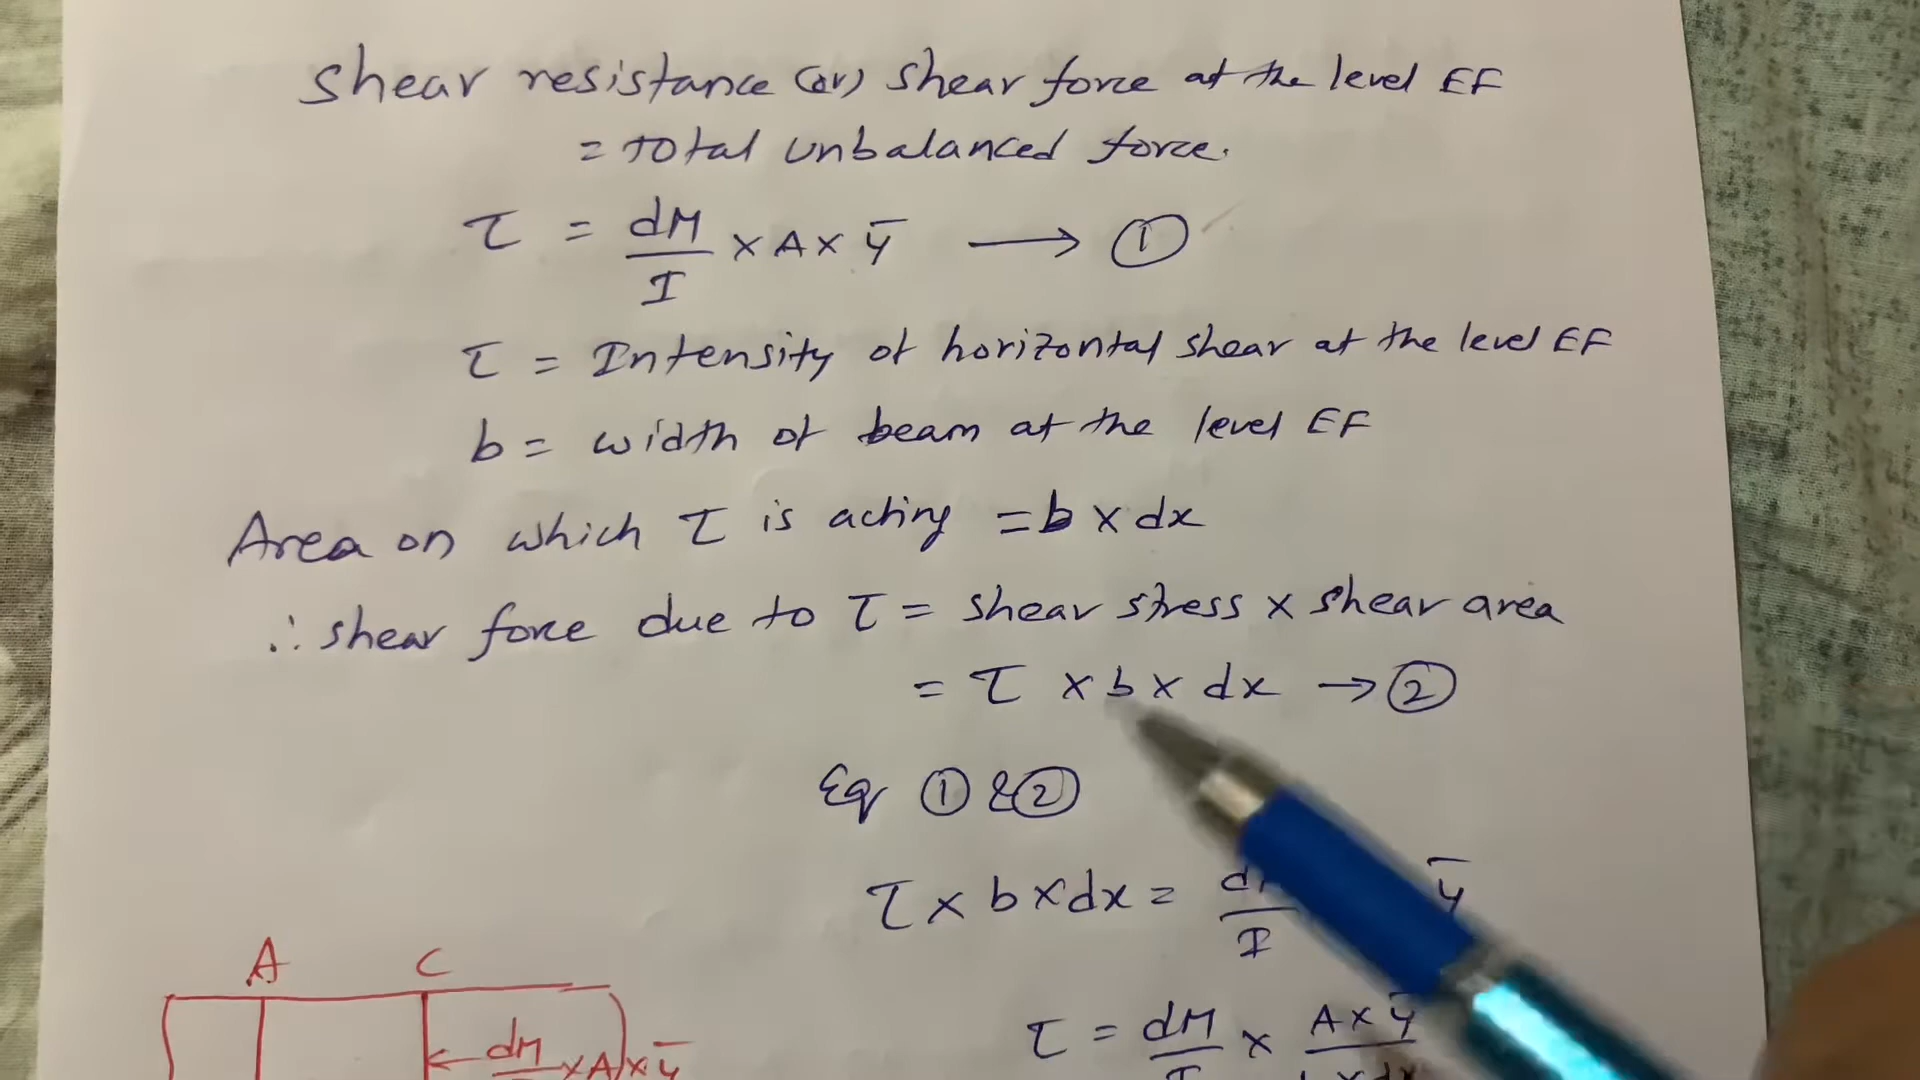 Shear resistance (or) shear force at the level EF
= Total unbalanced force.
τ = dM/I × A × ȳ → ①
τ = Intensity of horizontal shear at the level EF
b = width of beam at the level EF
Area on which τ is acting = b × dx
∴ shear force due to τ = shear stress × shear area
= τ × b × dx → ②
Eq ① & ②
τ × b × dx = dM/I ȳ
A C
τ = dM/I × A × ȳ / b × dx
← dM × A × ȳ